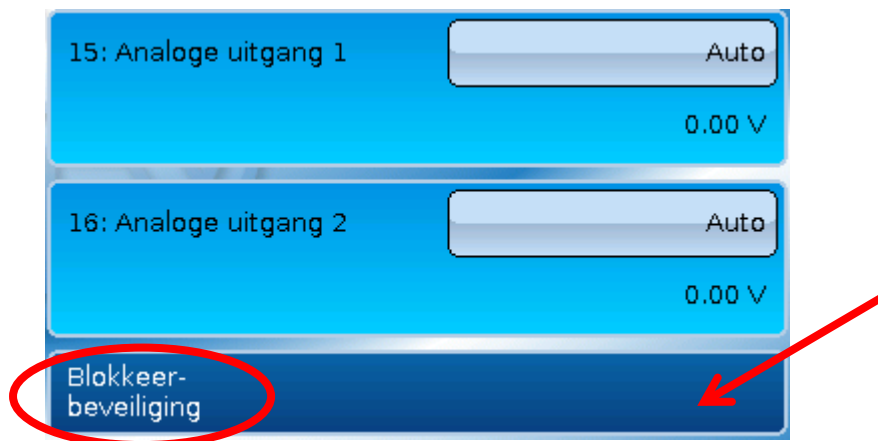 15: Analoge uitgang 1 Auto
0.00 V
16: Analoge uitgang 2 Auto
0.00 V
Blokkeer-
beveiliging